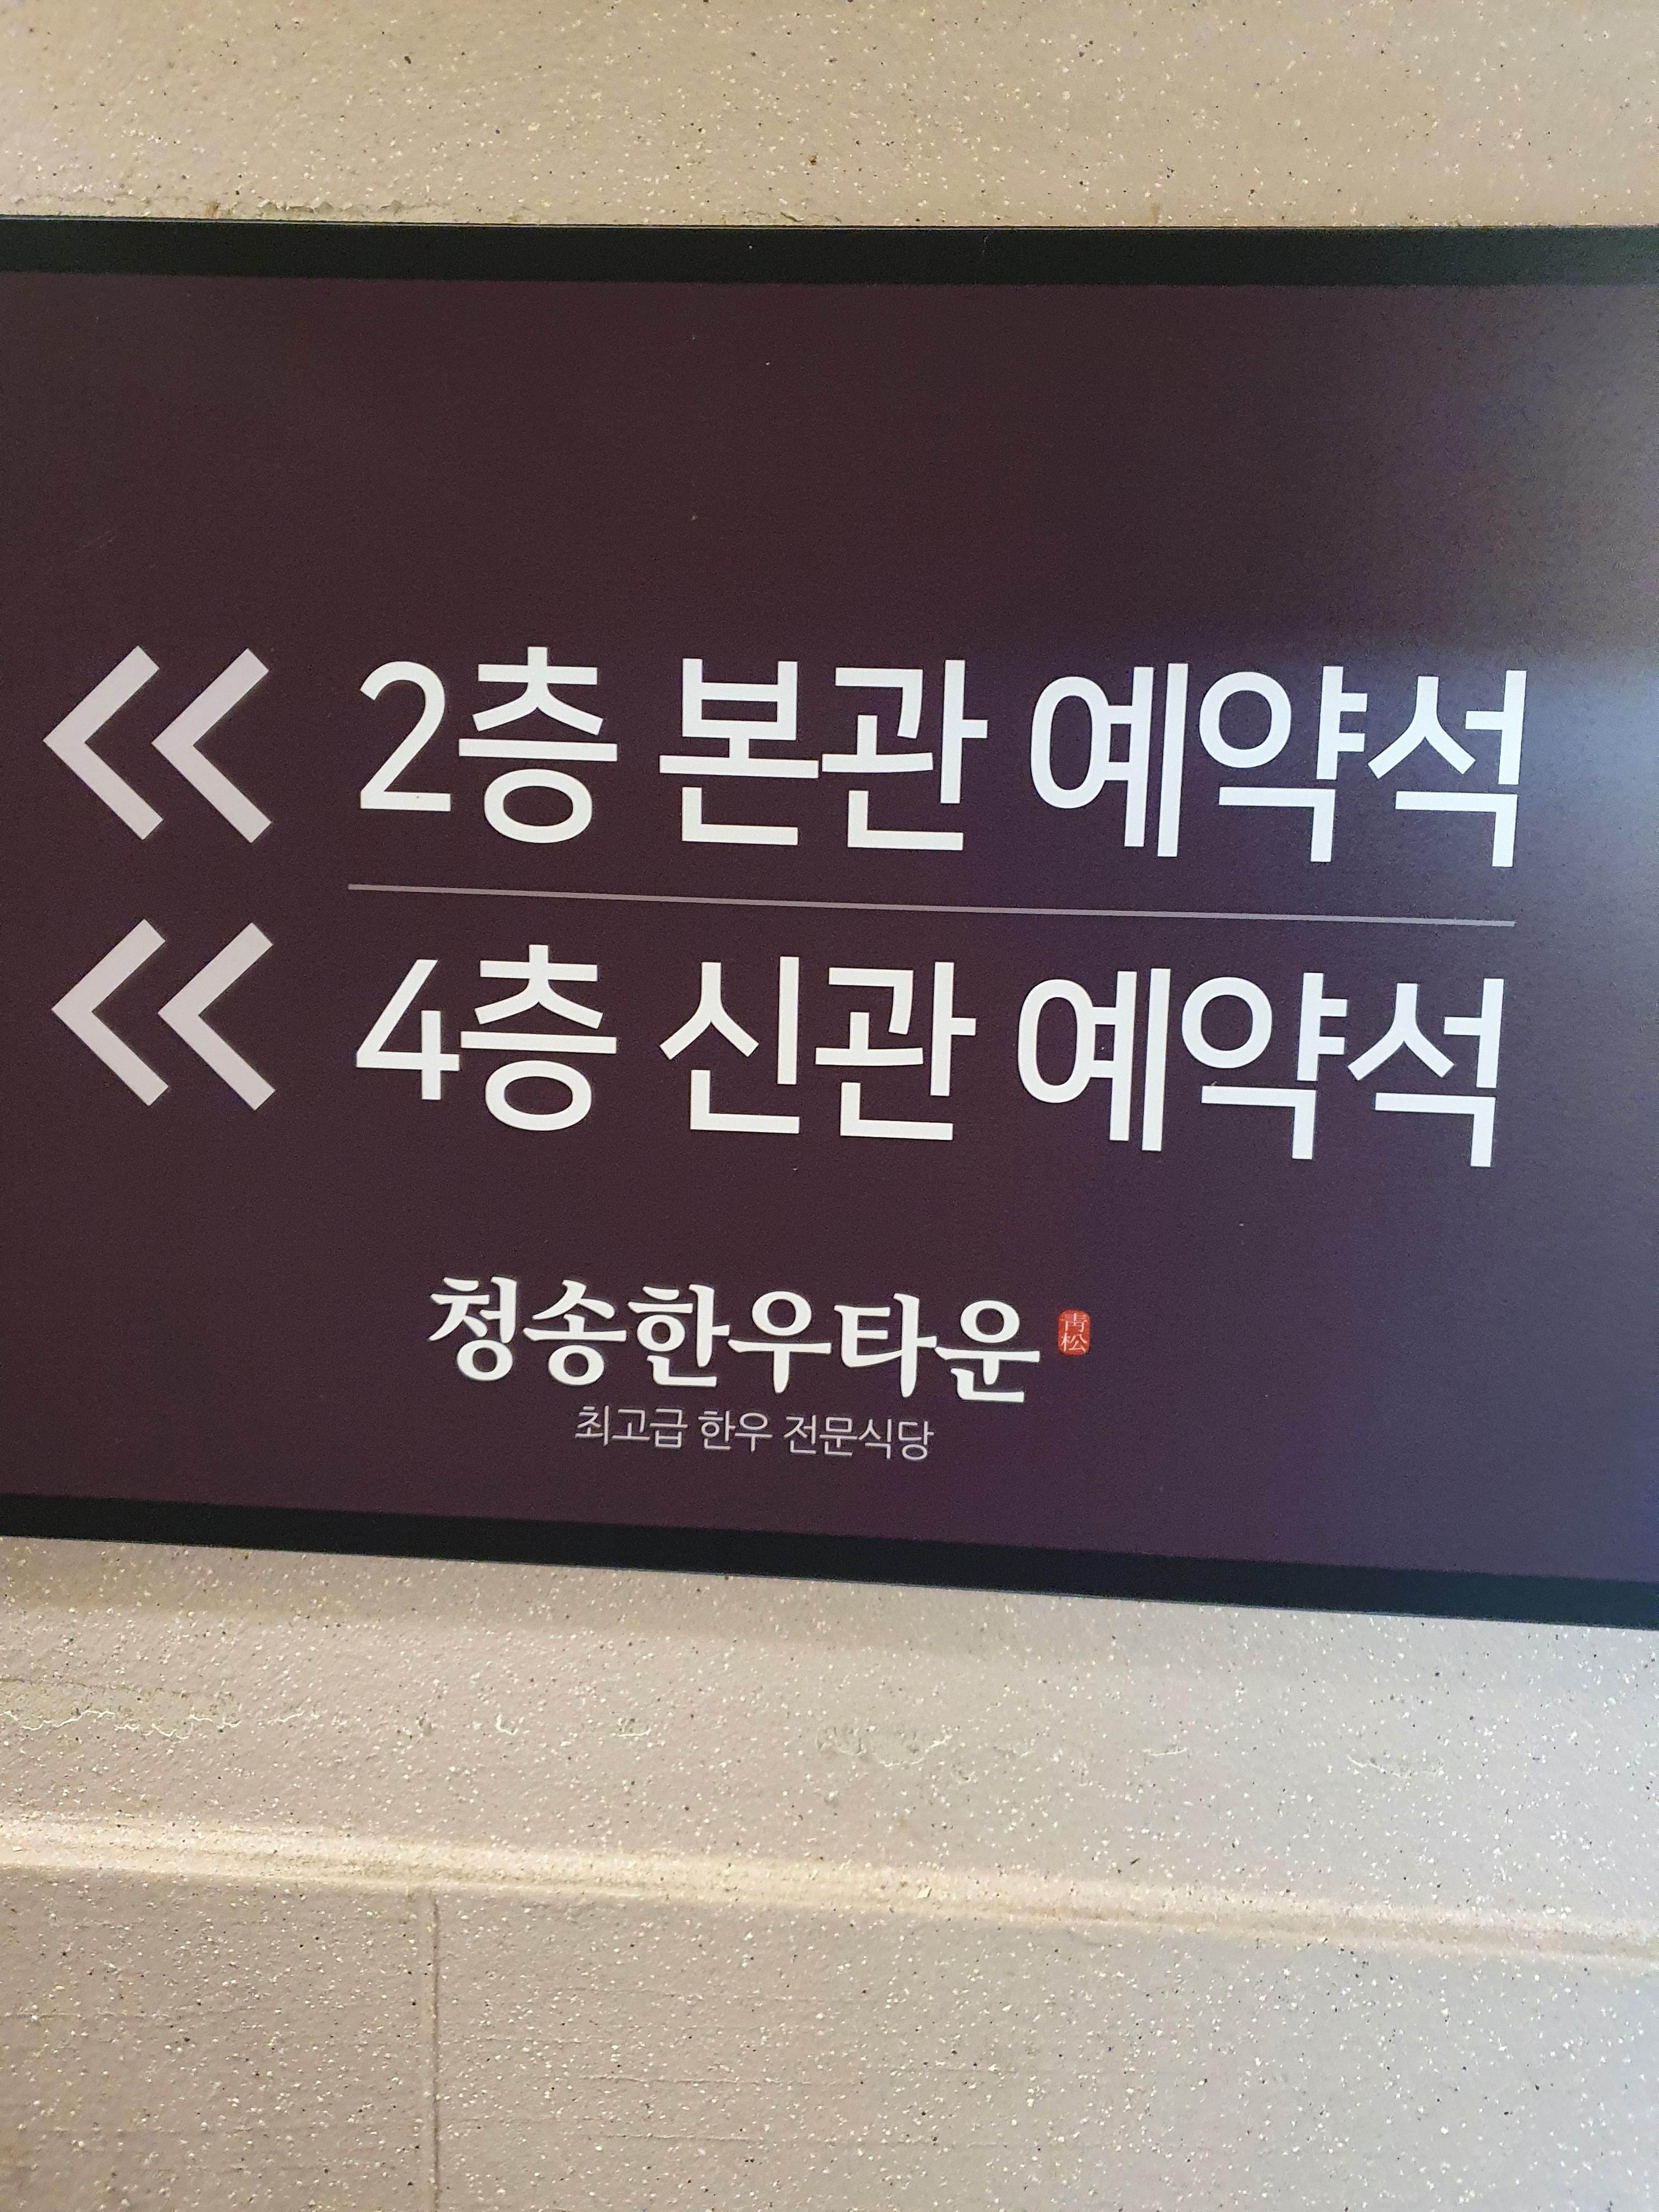 ≪ 2층 본관 예약석
≪ 4층 신관 예약석
청송한우타운 靑松
최고급 한우 전문식당